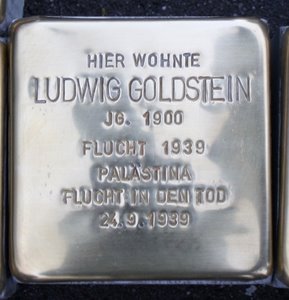 HIER WOHNTE
LUDWIG GOLDSTEIN
JG. 1900
FLUCHT 1939
PALÄSTINA
FLUCHT IN DEN TOD
24.9.1939